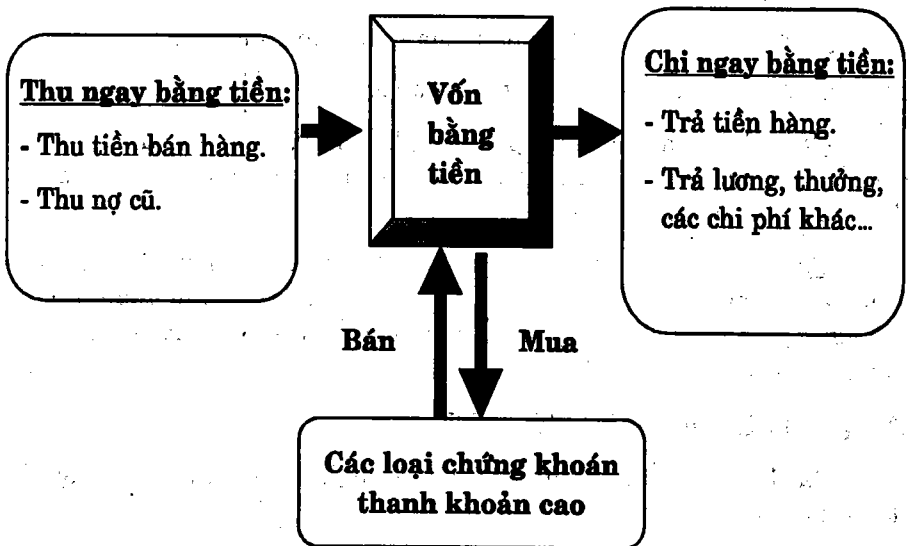 Thu ngay bằng tiền:
- Thu tiền bán hàng.
- Thu nợ cũ.
Vốn
bằng
tiền
Chi ngay bằng tiền:
- Trả tiền hàng.
- Trả lương, thưởng,
các chi phí khác...
Bán
Mua
Các loại chứng khoán
thanh khoản cao